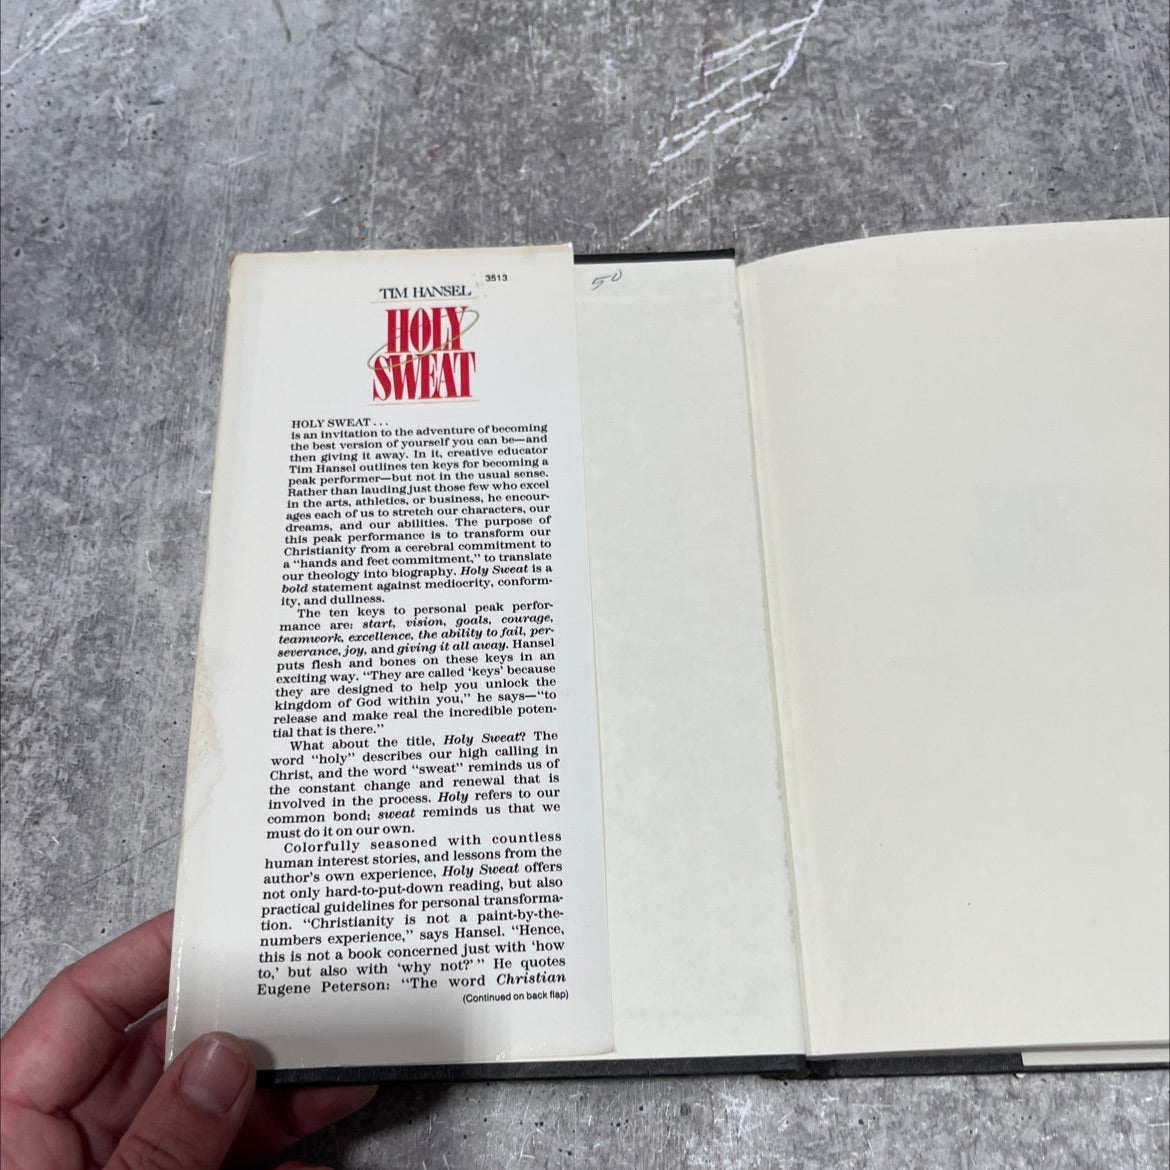 3513
TIM HANSEL
HOLY
SWEAT
HOLY SWEAT . . .
is an invitation to the adventure of becoming
the best version of yourself you can be—and
then giving it away. In it, creative educator
Tim Hansel outlines ten keys for becoming a
peak performer—but not in the usual sense.
Rather than lauding just those few who excel
in the arts, athletics, or business, he encour-
ages each of us to stretch our characters, our
dreams, and our abilities. The purpose of
this peak performance is to transform our
Christianity from a cerebral commitment to
a “hands and feet commitment,” to translate
our theology into biography. Holy Sweat is a
bold statement against mediocrity, conform-
ity, and dullness.
The ten keys to personal peak perfor-
mance are: start, vision, goals, courage,
teamwork, excellence, the ability to fail, per-
severance, joy, and giving it all away. Hansel
puts flesh and bones on these keys in an
exciting way. “They are called ‘keys’ because
they are designed to help you unlock the
kingdom of God within you,” he says—“to
release and make real the incredible poten-
tial that is there.”
What about the title, Holy Sweat? The
word “holy” describes our high calling in
Christ, and the word “sweat” reminds us of
the constant change and renewal that is
involved in the process. Holy refers to our
common bond; sweat reminds us that we
must do it on our own.
Colorfully seasoned with countless
human interest stories, and lessons from the
author’s own experience, Holy Sweat offers
not only hard-to-put-down reading, but also
practical guidelines for personal transforma-
tion. “Christianity is not a paint-by-the-
numbers experience,” says Hansel. “Hence,
this is not a book concerned just with ‘how
to,’ but also with ‘why not?’ ” He quotes
Eugene Peterson: “The word Christian
(Continued on back flap)
50